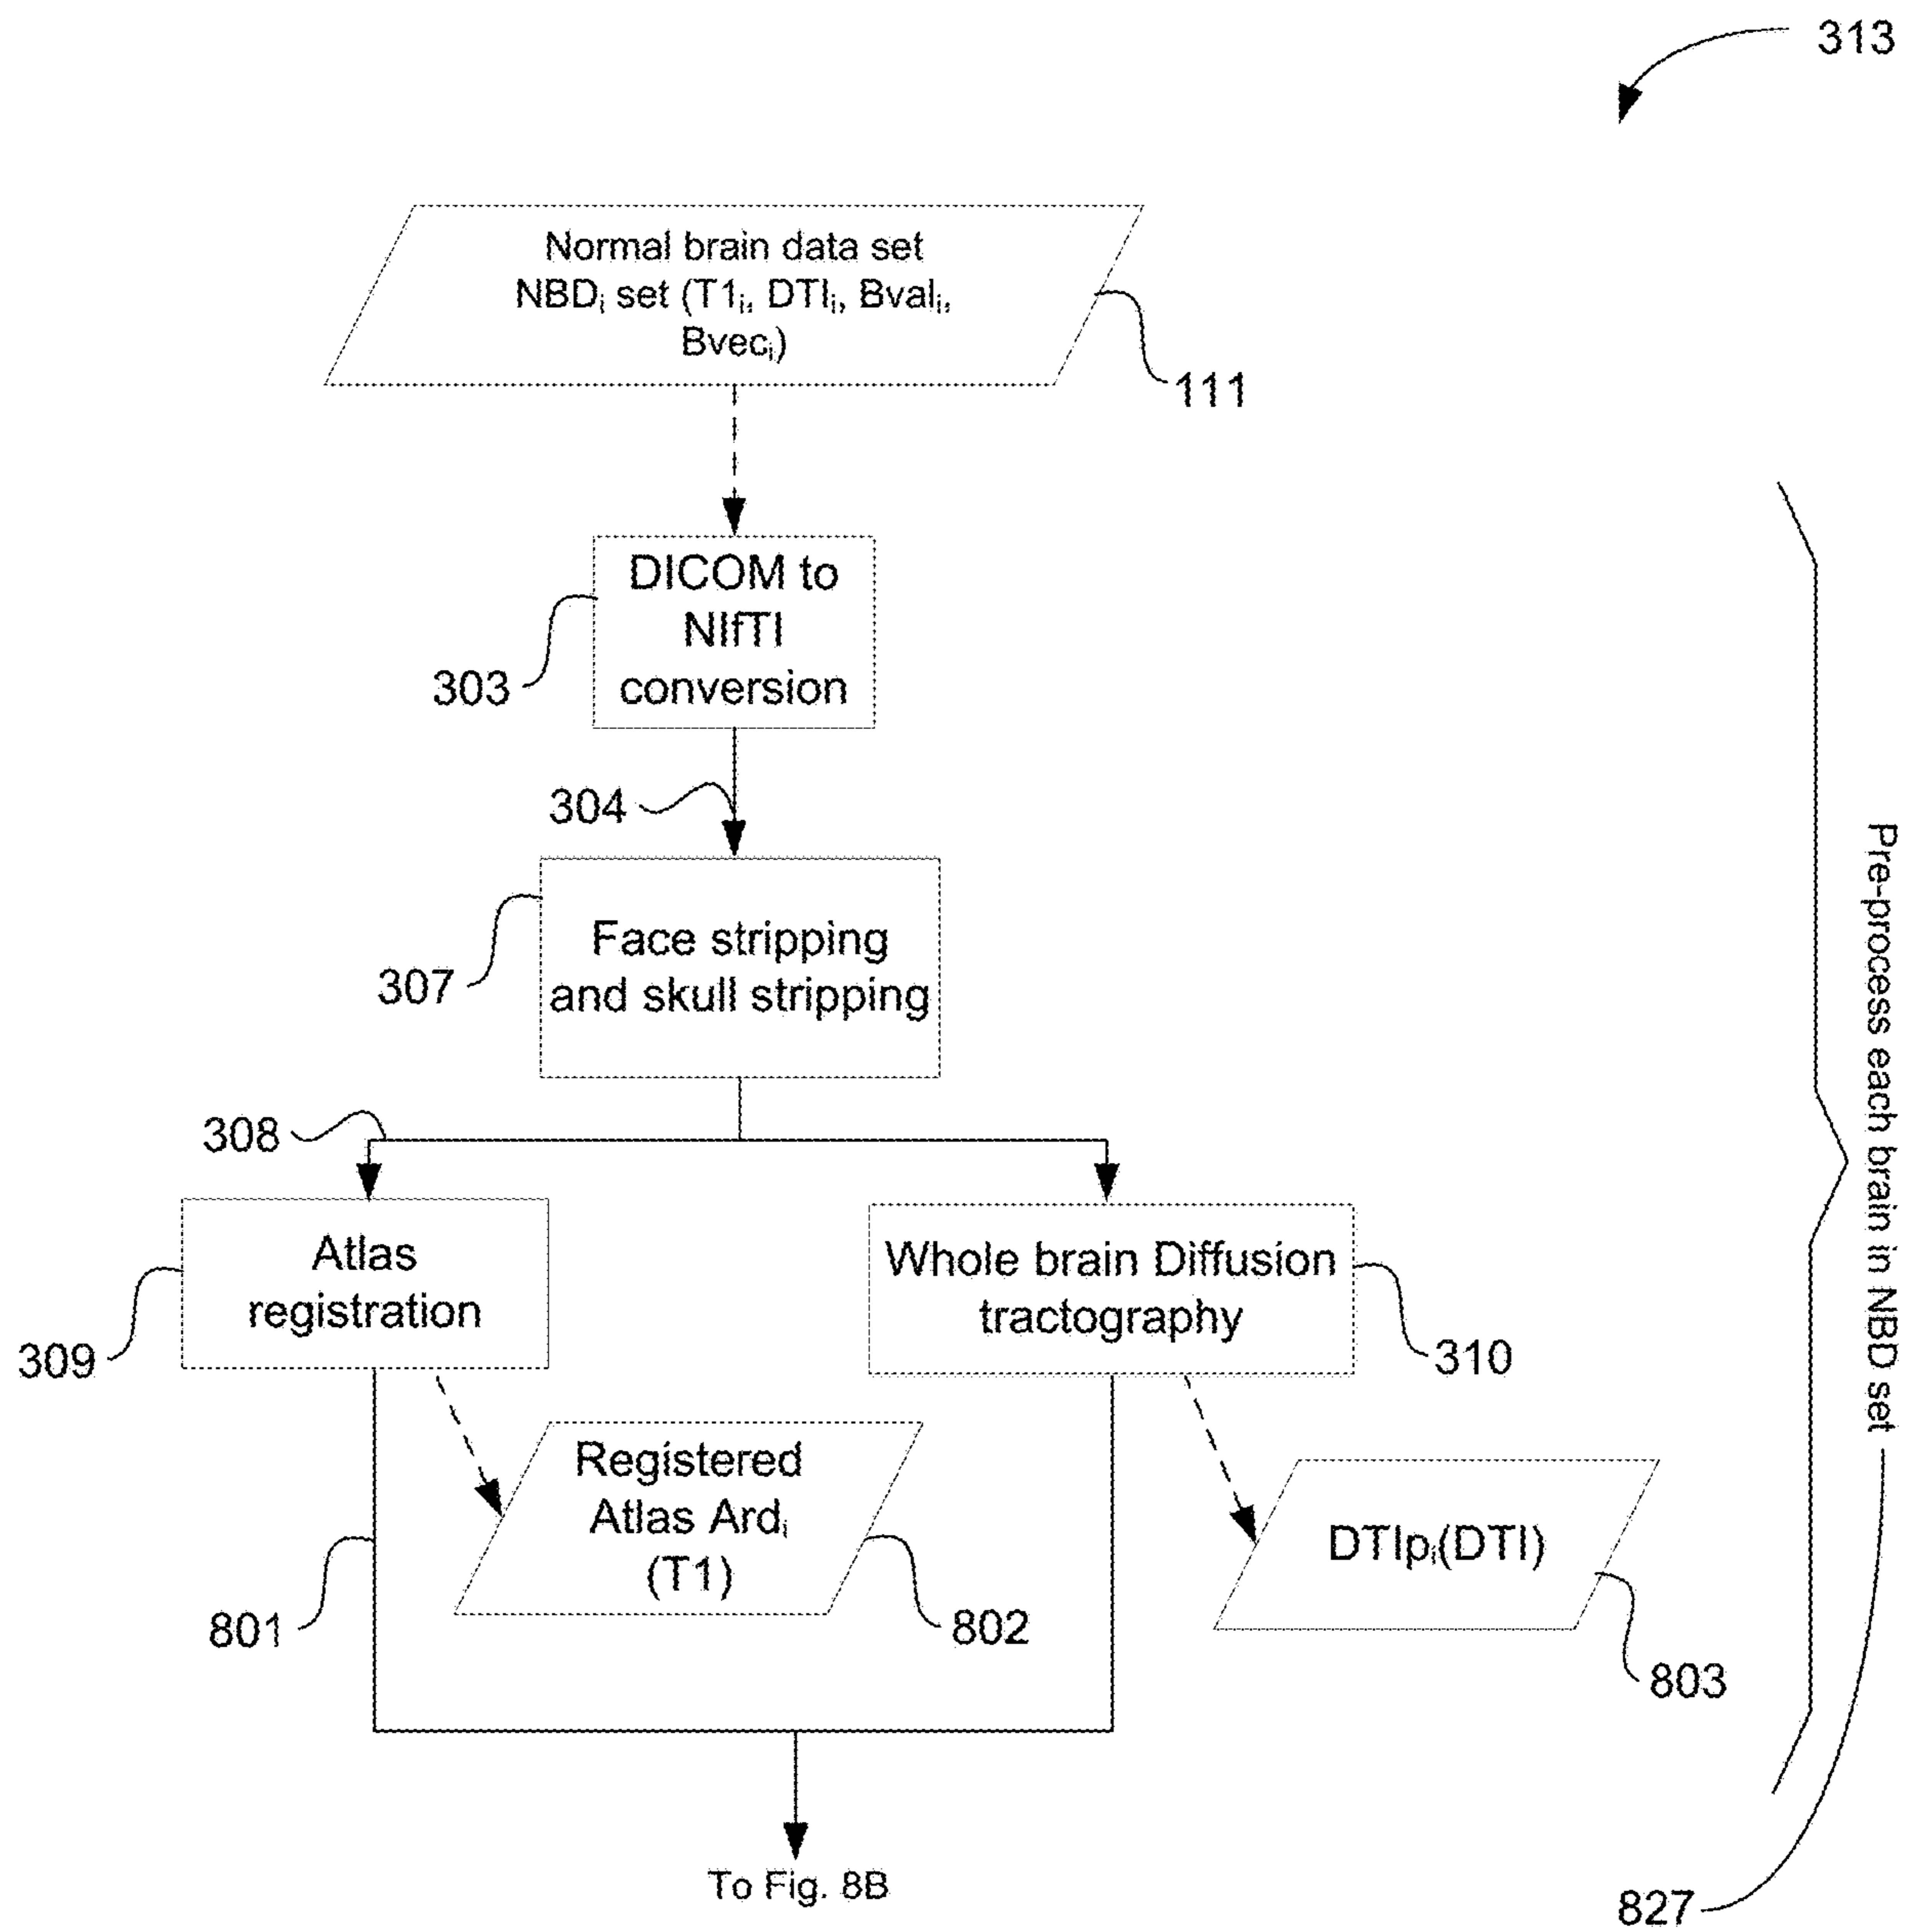 313
Normal brain data set
NBDᵢ set (T1ᵢ, DTIᵢ, Bvalᵢ,
Bvecᵢ)
111
DICOM to
NIfTI
conversion
303
304
Face stripping
and skull stripping
307
308
Atlas
registration
309
Whole brain Diffusion
tractography
310
Registered
Atlas Ardᵢ
(T1)
801
802
DTIpᵢ(DTI)
803
To Fig. 8B
Pre-process each brain in NBD set
827